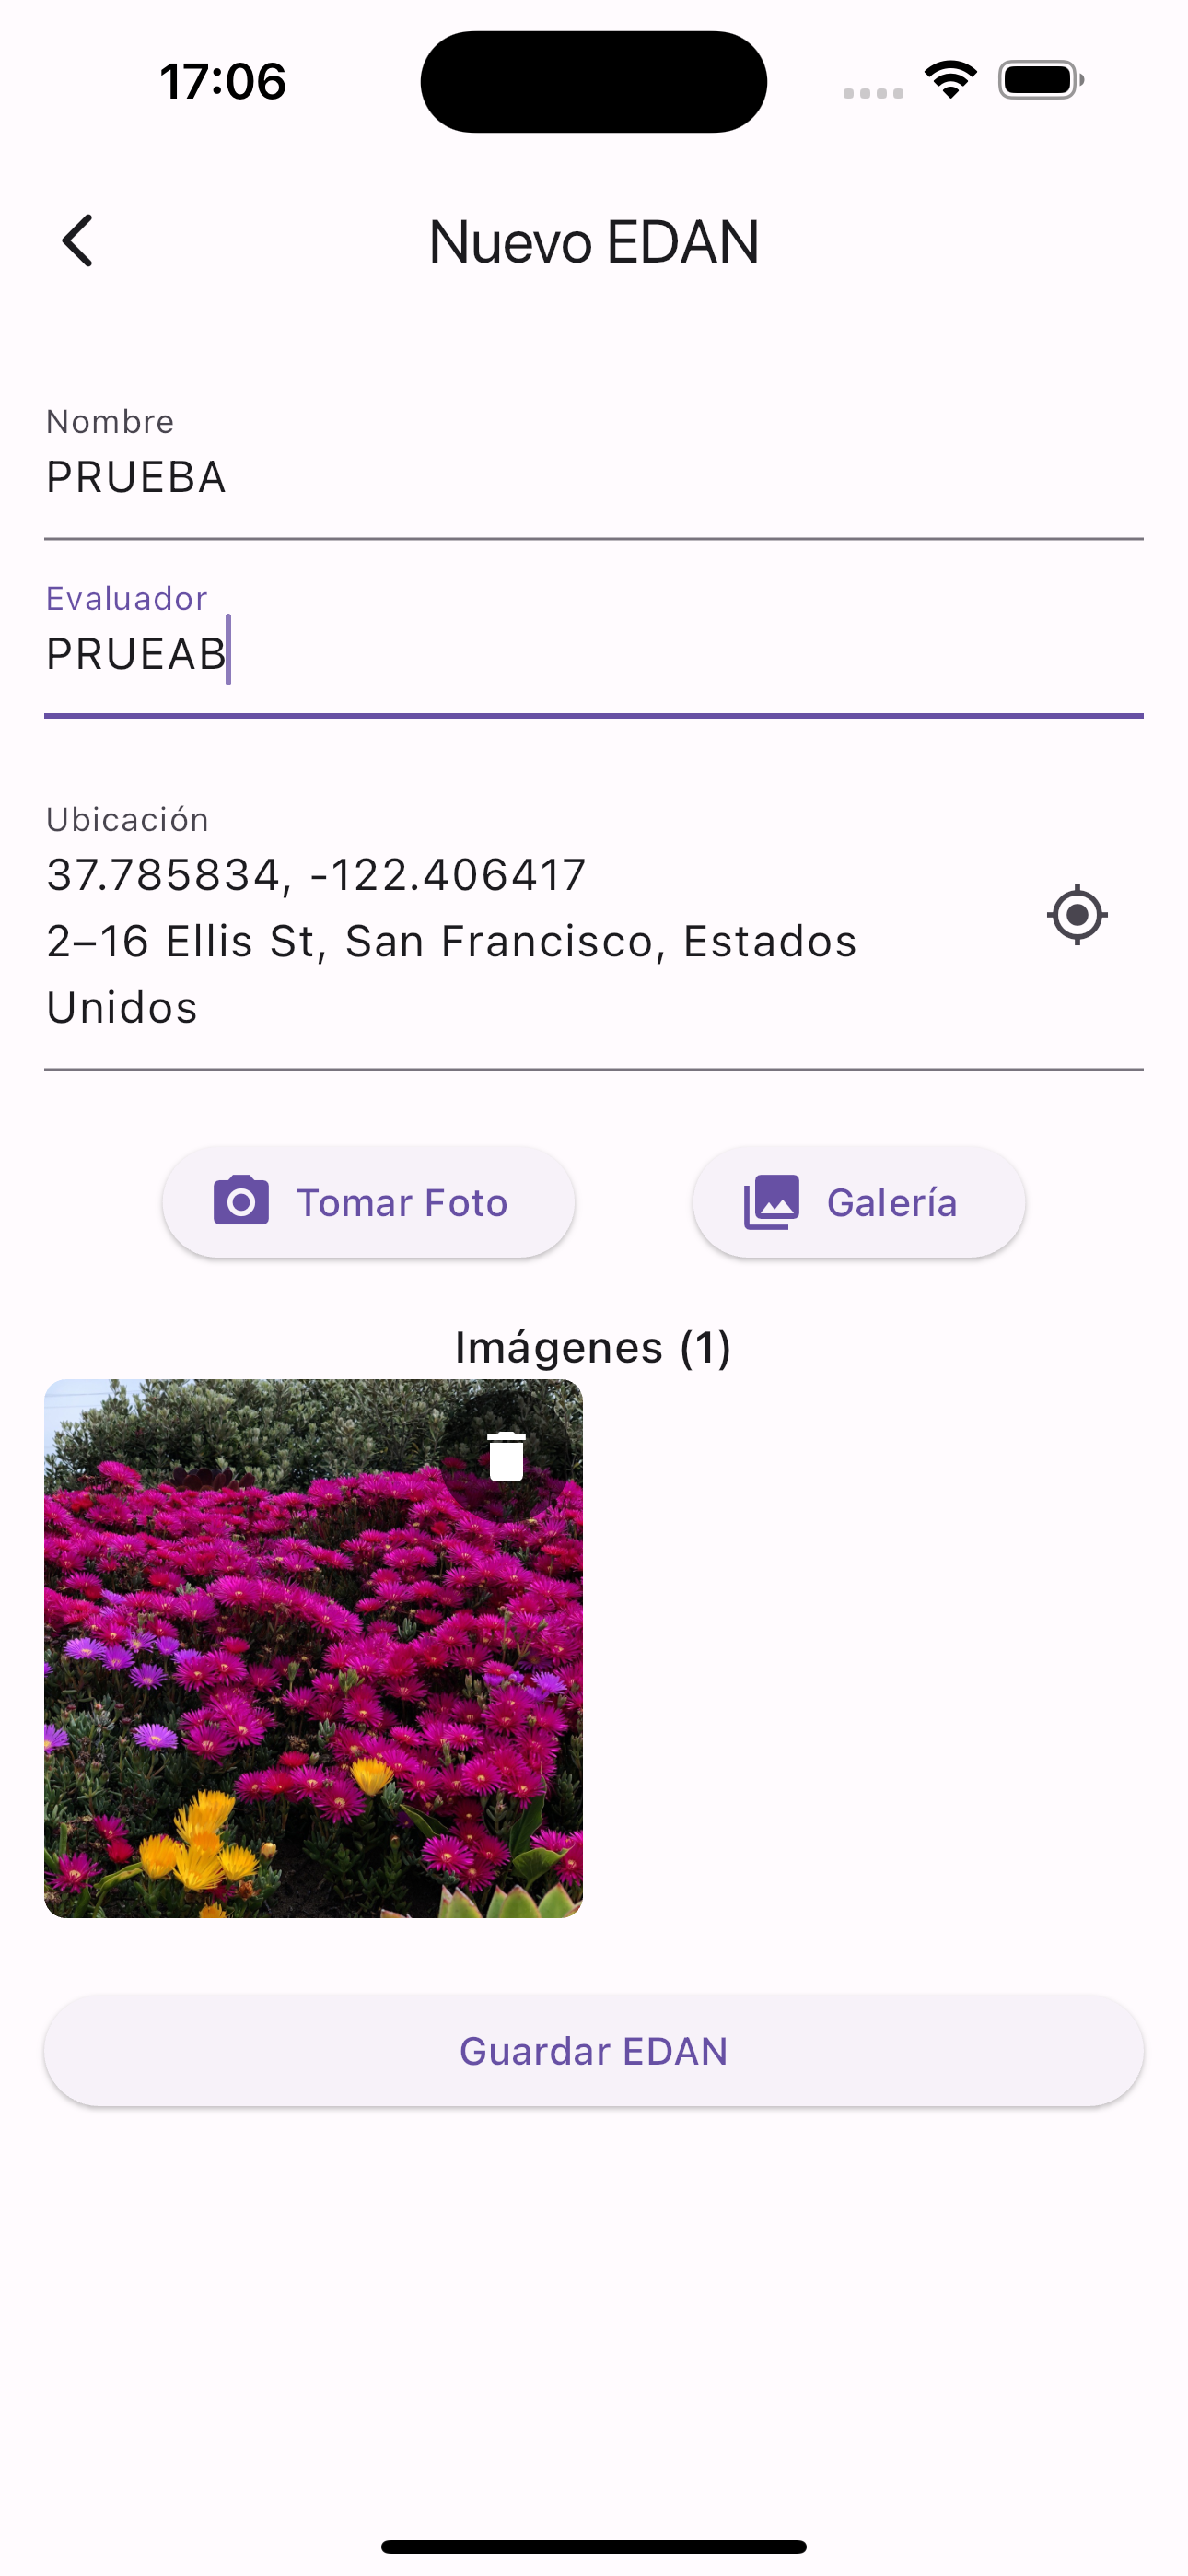 17:06
Nuevo EDAN
Nombre
PRUEBA
Evaluador
PRUEAB
Ubicación
37.785834, -122.406417
2–16 Ellis St, San Francisco, Estados
Unidos
Tomar Foto
Galería
Imágenes (1)
Guardar EDAN